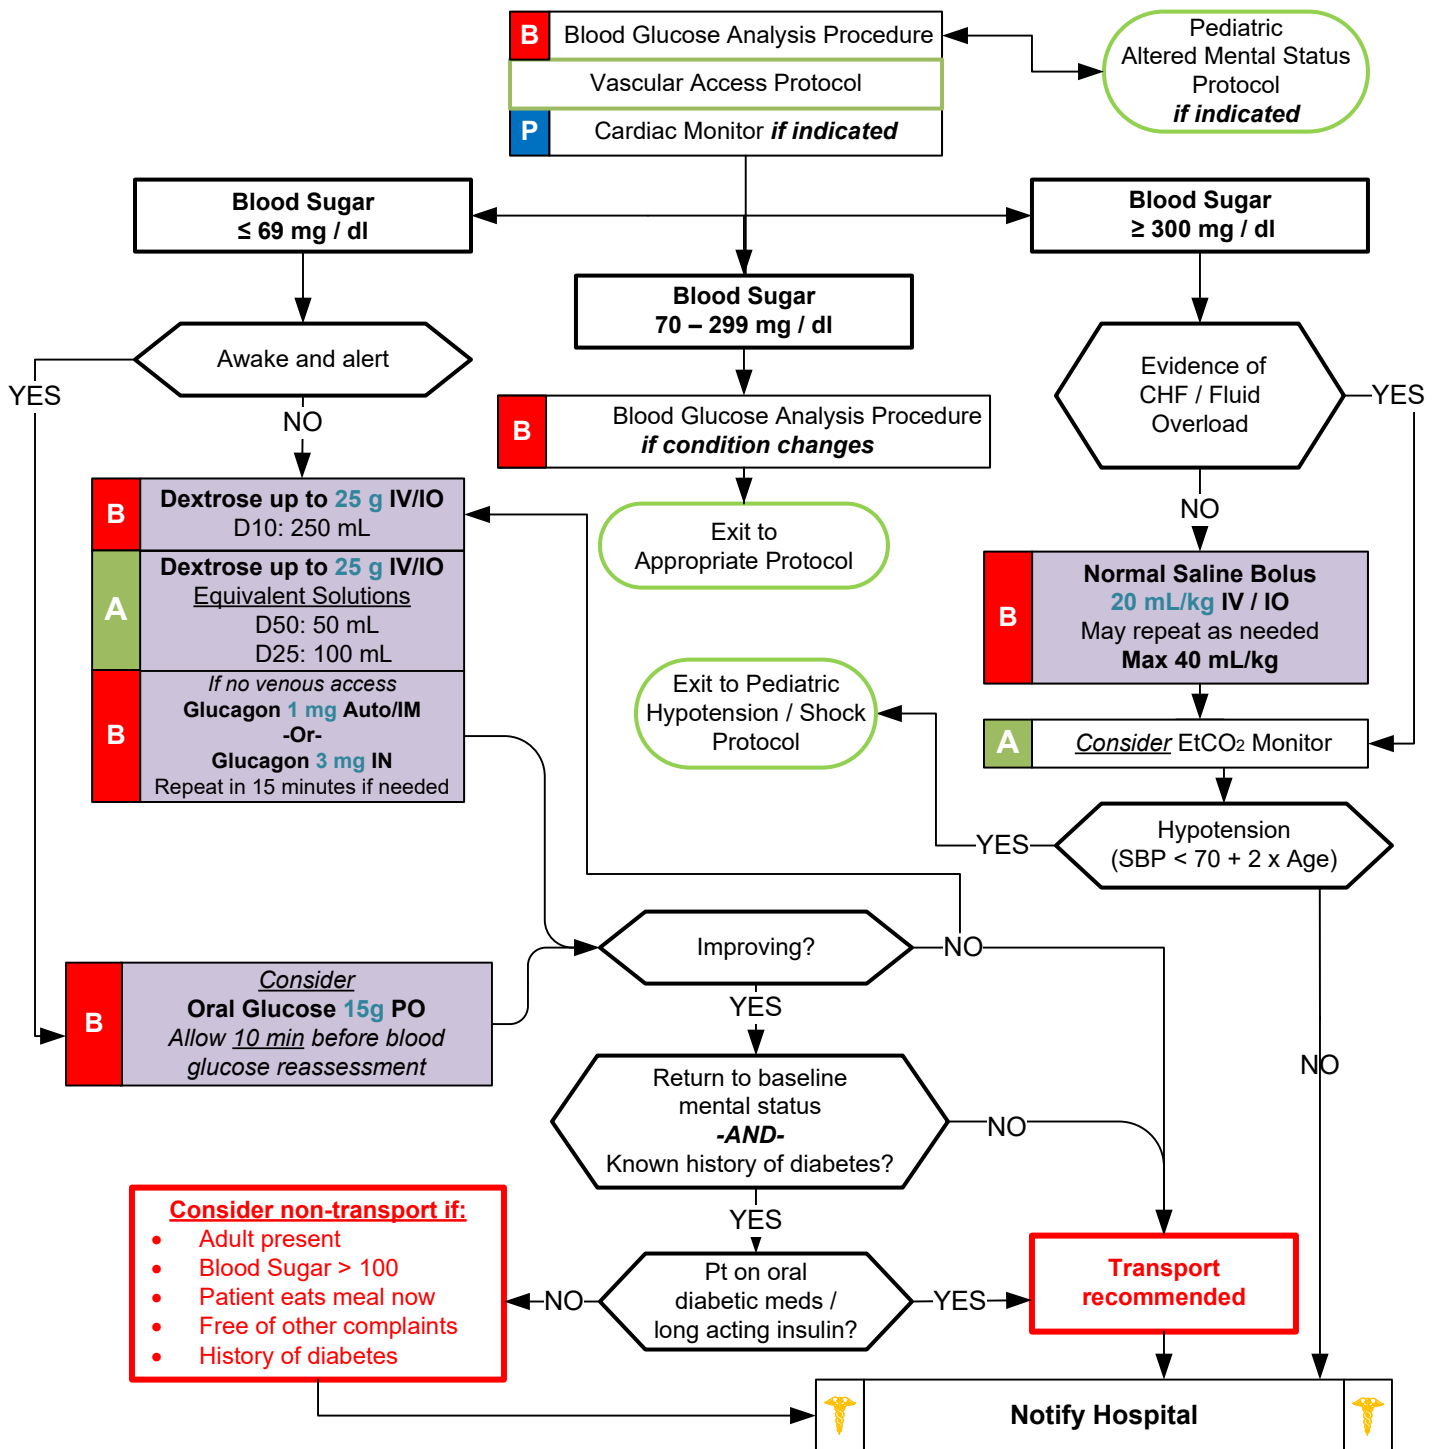 B
Blood Glucose Analysis Procedure
Vascular Access Protocol
P
Cardiac Monitor if indicated
Pediatric
Altered Mental Status
Protocol
if indicated
Blood Sugar
≤ 69 mg / dl
Blood Sugar
70 – 299 mg / dl
Blood Sugar
≥ 300 mg / dl
Awake and alert
YES
NO
B
Blood Glucose Analysis Procedure
if condition changes
Exit to
Appropriate Protocol
Evidence of
CHF / Fluid
Overload
YES
NO
B
Dextrose up to 25 g IV/IO
D10: 250 mL
A
Dextrose up to 25 g IV/IO
Equivalent Solutions
D50: 50 mL
D25: 100 mL
B
If no venous access
Glucagon 1 mg Auto/IM
-Or-
Glucagon 3 mg IN
Repeat in 15 minutes if needed
B
Normal Saline Bolus
20 mL/kg IV / IO
May repeat as needed
Max 40 mL/kg
A
Consider EtCO2 Monitor
Exit to Pediatric
Hypotension / Shock
Protocol
YES
Hypotension
(SBP < 70 + 2 x Age)
NO
B
Consider
Oral Glucose 15g PO
Allow 10 min before blood
glucose reassessment
Improving?
NO
YES
Return to baseline
mental status
-AND-
Known history of diabetes?
NO
YES
Pt on oral
diabetic meds /
long acting insulin?
NO
YES
Consider non-transport if:
• Adult present
• Blood Sugar > 100
• Patient eats meal now
• Free of other complaints
• History of diabetes
Transport
recommended
Notify Hospital